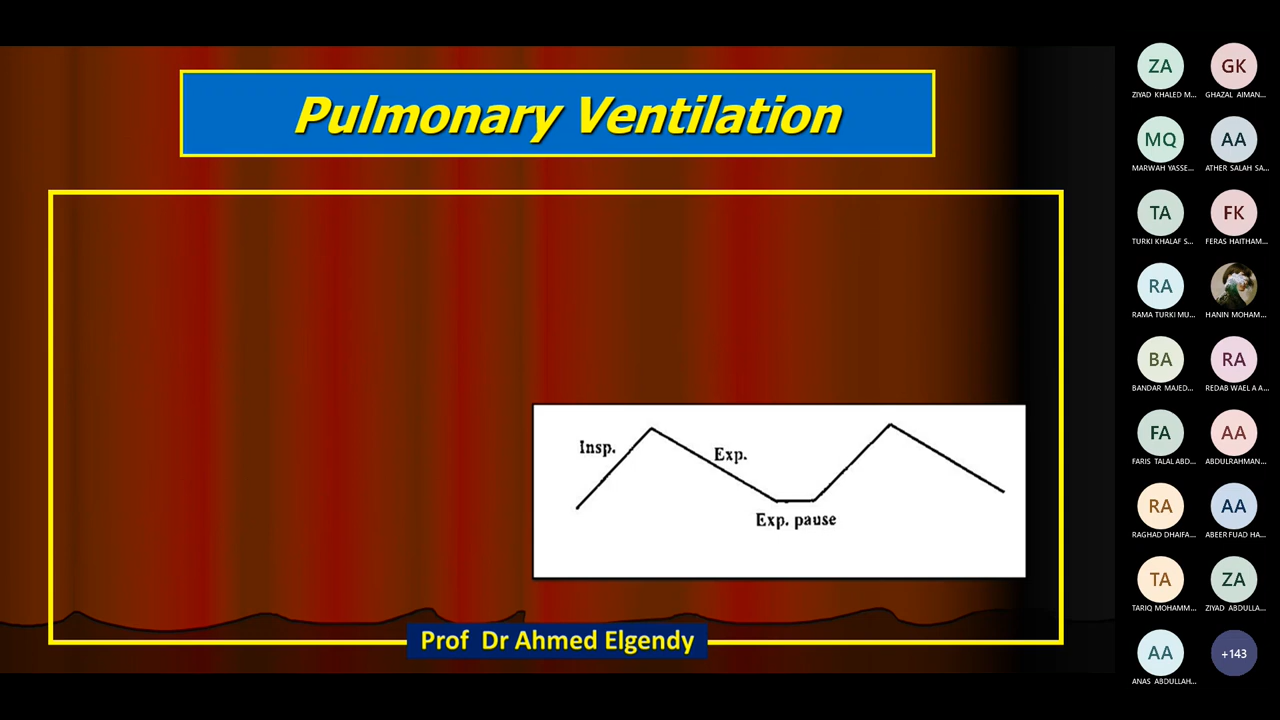 Pulmonary Ventilation
Insp.
Exp.
Exp. pause
Prof Dr Ahmed Elgendy
ZA GK
ZIYAD KHALED M... GHAZAL AIMAN...
MQ AA
MARWAH YASSE... ATHER SALAH SA...
TA FK
TURKI KHALAF S... FERAS HAITHAM...
RA
RAMA TURKI MU... HANIN MOHAM...
BA RA
BANDAR MAJED... REDAB WAEL A A...
FA AA
FARIS TALAL ABD... ABDULRAHMAN...
RA AA
RAGHAD DHAIFA... ABEER FUAD HA...
TA ZA
TARIQ MOHAMM... ZIYAD ABDULLA...
AA +143
ANAS ABDULLAH...